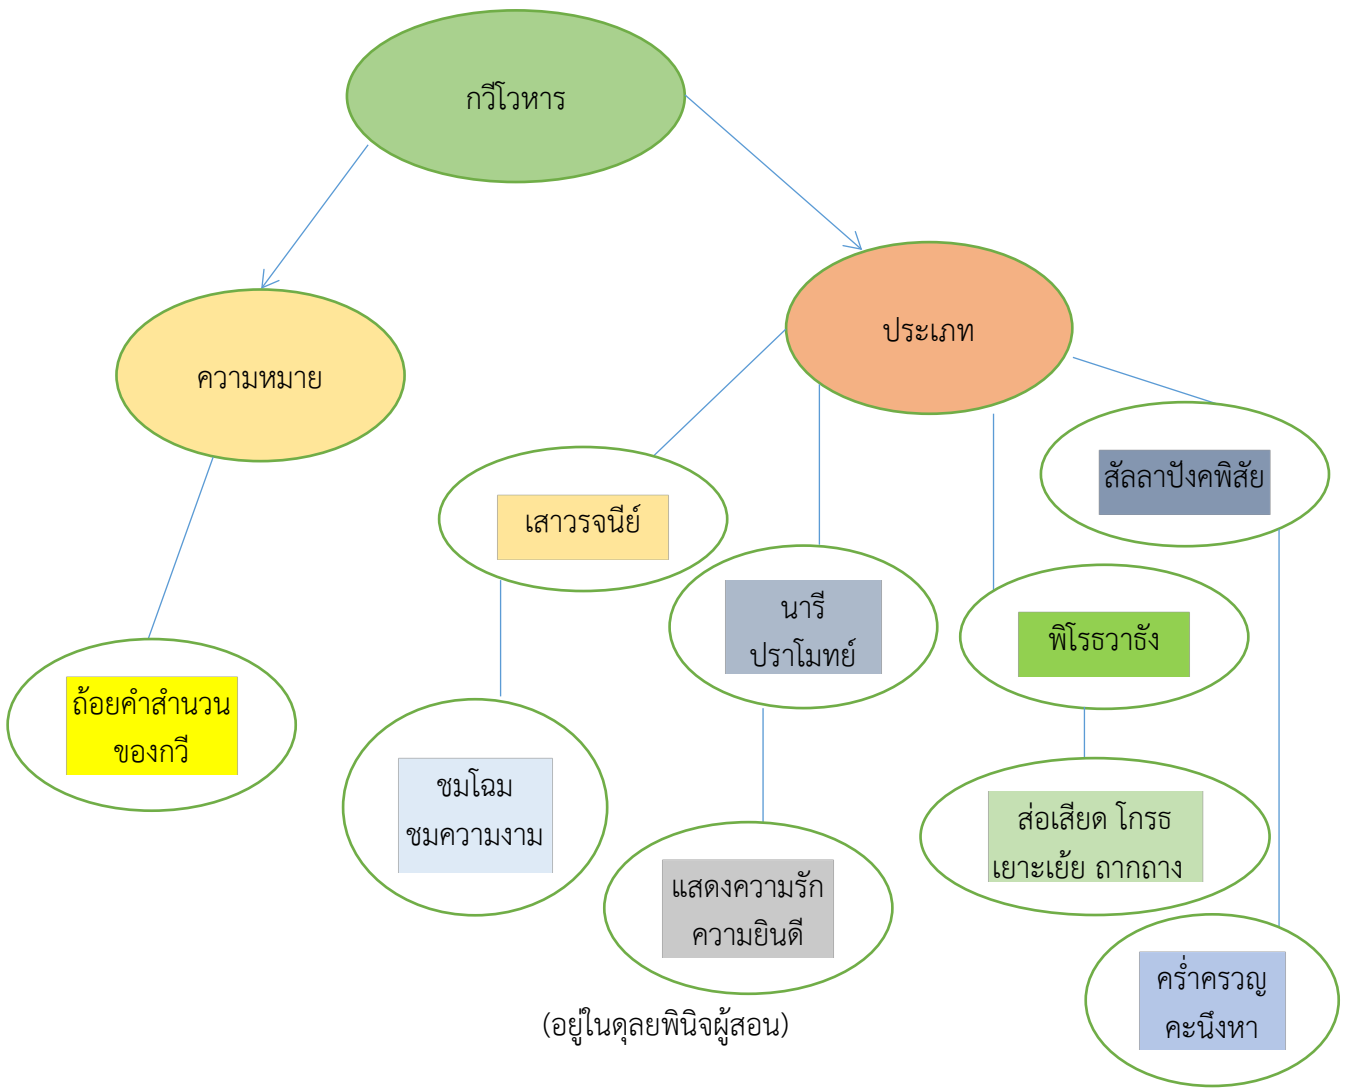 กวีโวหาร
ประเภท
ความหมาย
สัลลาปังคพิสัย
เสาวรจนีย์
นารี
ปราโมทย์
พิโรธวาธัง
ถ้อยคำสำนวน
ของกวี
ชมโฉม
ชมความงาม
ส่อเสียด โกรธ
เยาะเย้ย ถากถาง
แสดงความรัก
ความยินดี
คร่ำครวญ
คะนึงหา
(อยู่ในดุลยพินิจผู้สอน)